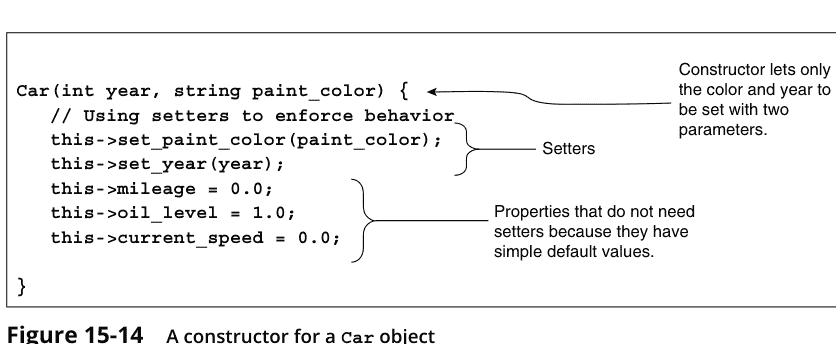 Car(int year, string paint_color) {
// Using setters to enforce behavior
this->set_paint_color(paint_color);
this->set_year(year);
this->mileage = 0.0;
this->oil_level = 1.0;
this->current_speed = 0.0;
}
Constructor lets only
the color and year to
be set with two
parameters.
Setters
Properties that do not need
setters because they have
simple default values.
Figure 15-14 A constructor for a Car object